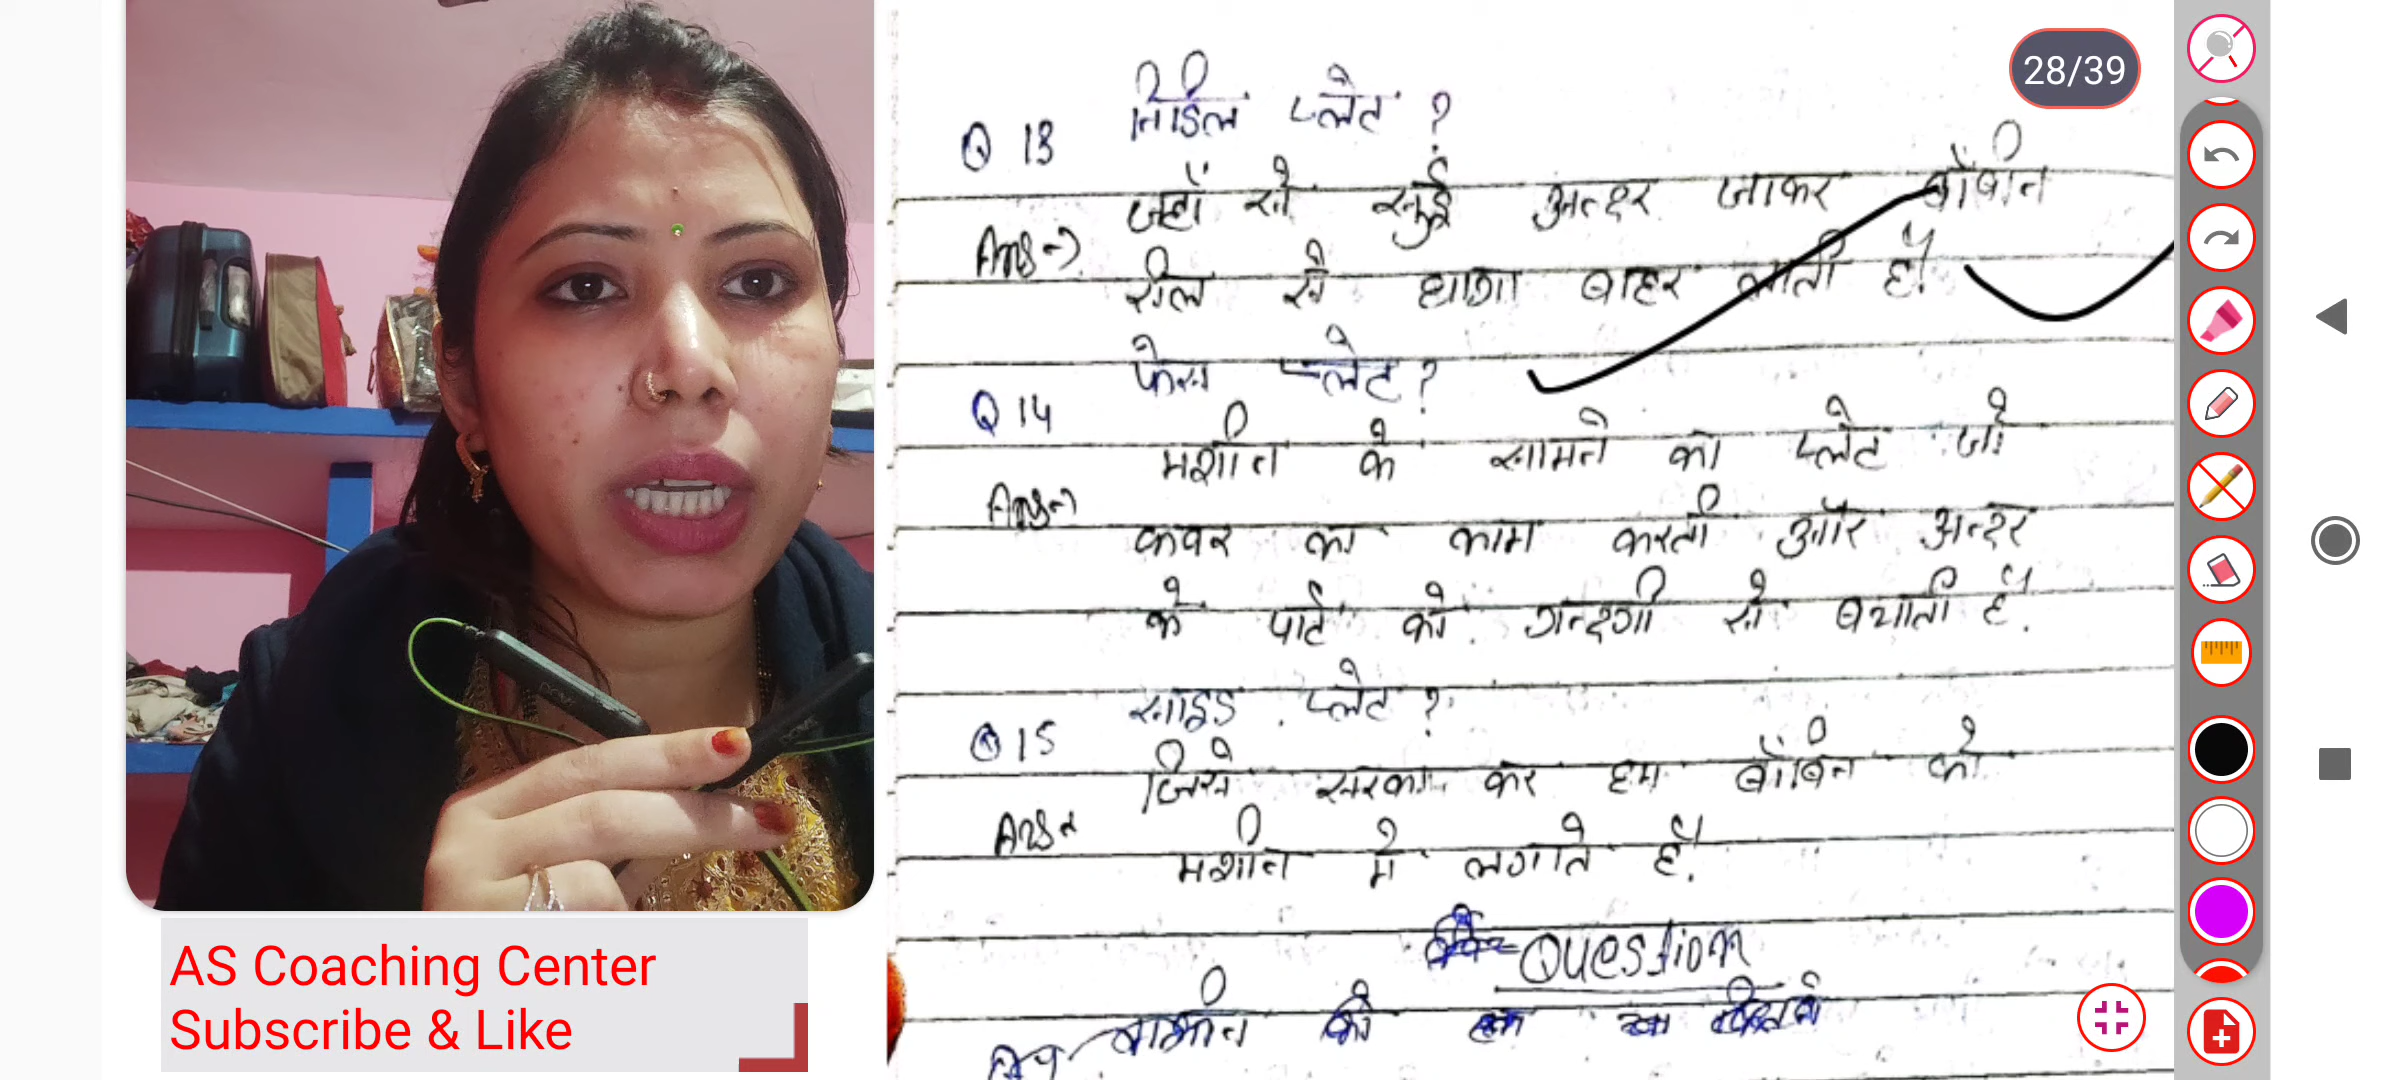 28/39
Q 13 निडिल प्लेट ?
जहाँ से सुई अन्दर जाकर बॉबिन
Ans→ रील से धागा बाहर लाती है।
Q 14 फेस प्लेट ?
मशीन के सामने की प्लेट जो
Ans→ कवर का काम करती और अन्दर
के पार्ट को गन्दगी से बचाती है.
Q 15 साइड प्लेट ?
जिसे सरका कर हम बॉबिन को
Ans→ मशीन में लगाते है।
Question
AS Coaching Center
Subscribe & Like